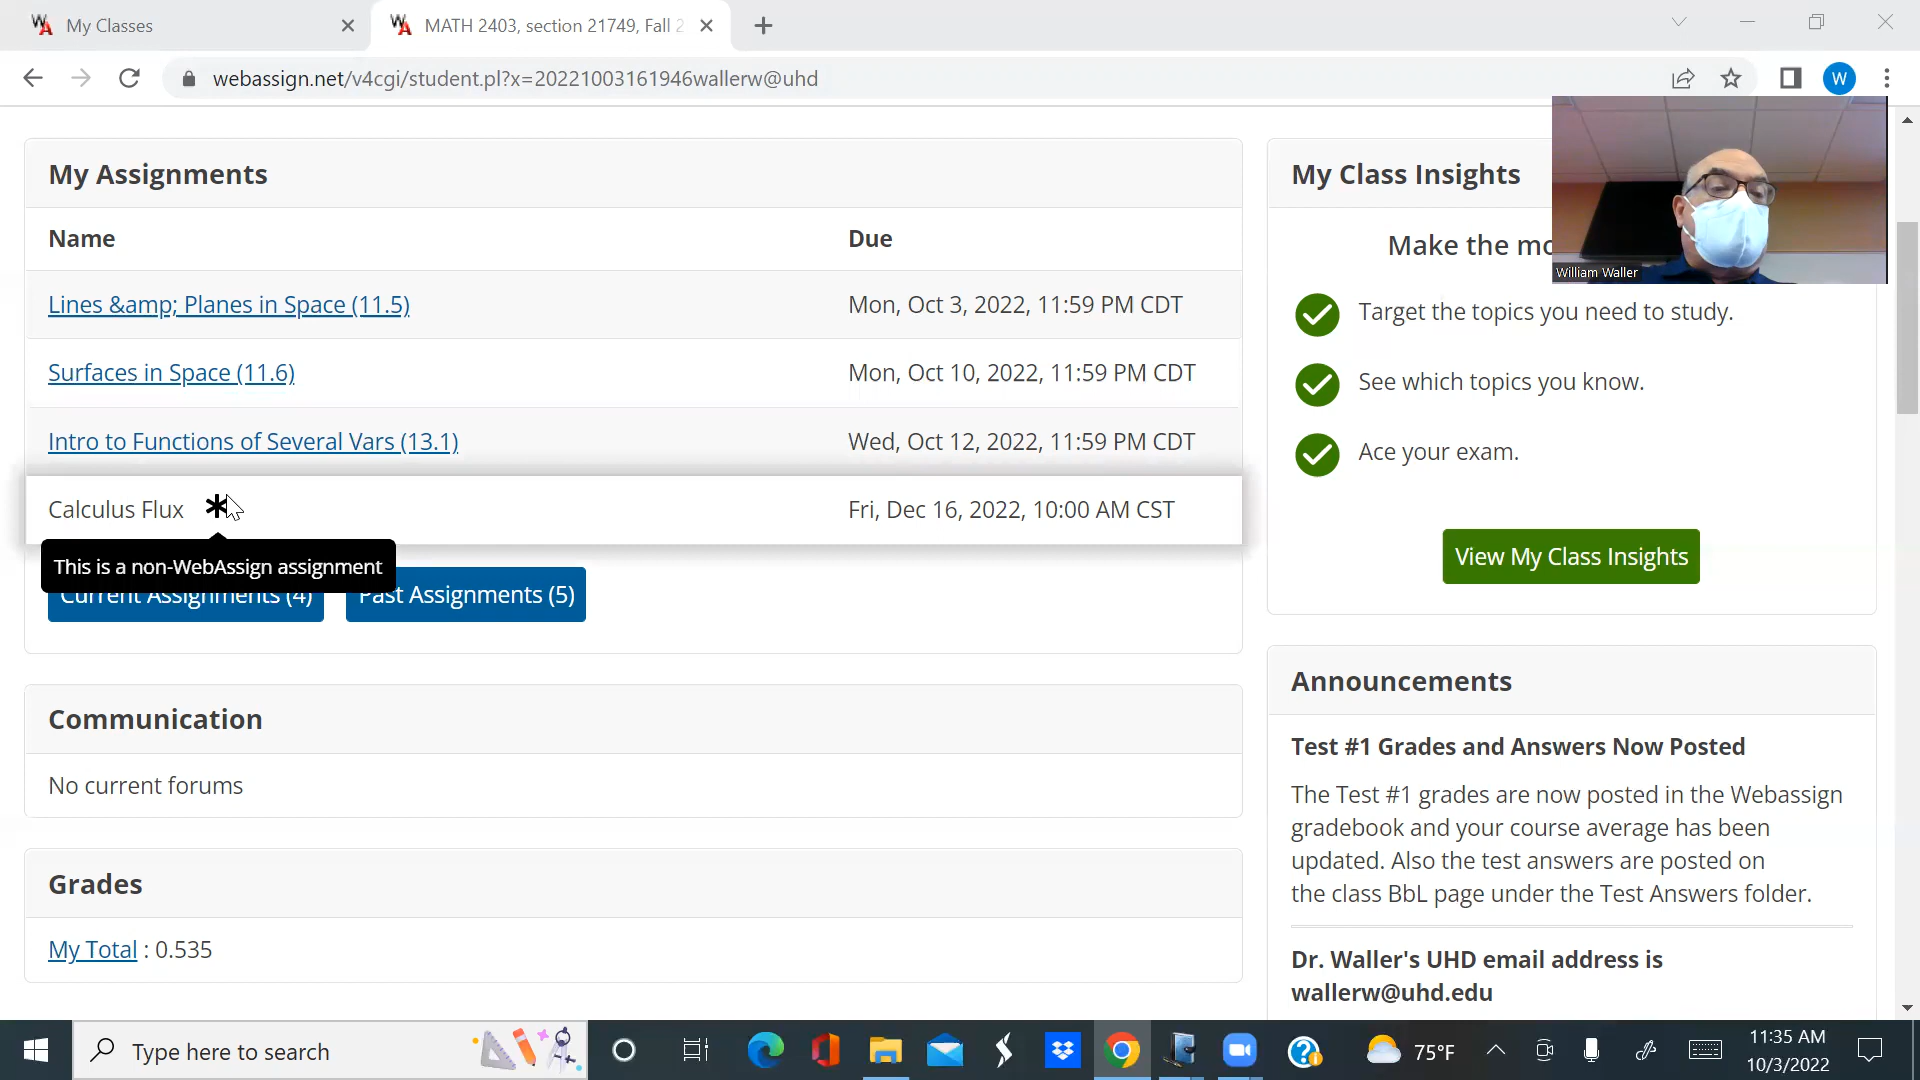 My Classes
MATH 2403, section 21749, Fall 2
webassign.net/v4cgi/student.pl?x=20221003161946wallerw@uhd
W
My Assignments
Name Due
Lines &amp; Planes in Space (11.5) Mon, Oct 3, 2022, 11:59 PM CDT
Surfaces in Space (11.6) Mon, Oct 10, 2022, 11:59 PM CDT
Intro to Functions of Several Vars (13.1) Wed, Oct 12, 2022, 11:59 PM CDT
Calculus Flux * Fri, Dec 16, 2022, 10:00 AM CST
This is a non-WebAssign assignment
Current Assignments (4) Past Assignments (5)
Communication
No current forums
Grades
My Total : 0.535
My Class Insights
William Waller
Make the mo
Target the topics you need to study.
See which topics you know.
Ace your exam.
View My Class Insights
Announcements
Test #1 Grades and Answers Now Posted
The Test #1 grades are now posted in the Webassign
gradebook and your course average has been
updated. Also the test answers are posted on
the class BbL page under the Test Answers folder.
Dr. Waller's UHD email address is
wallerw@uhd.edu
Type here to search
75°F
11:35 AM
10/3/2022